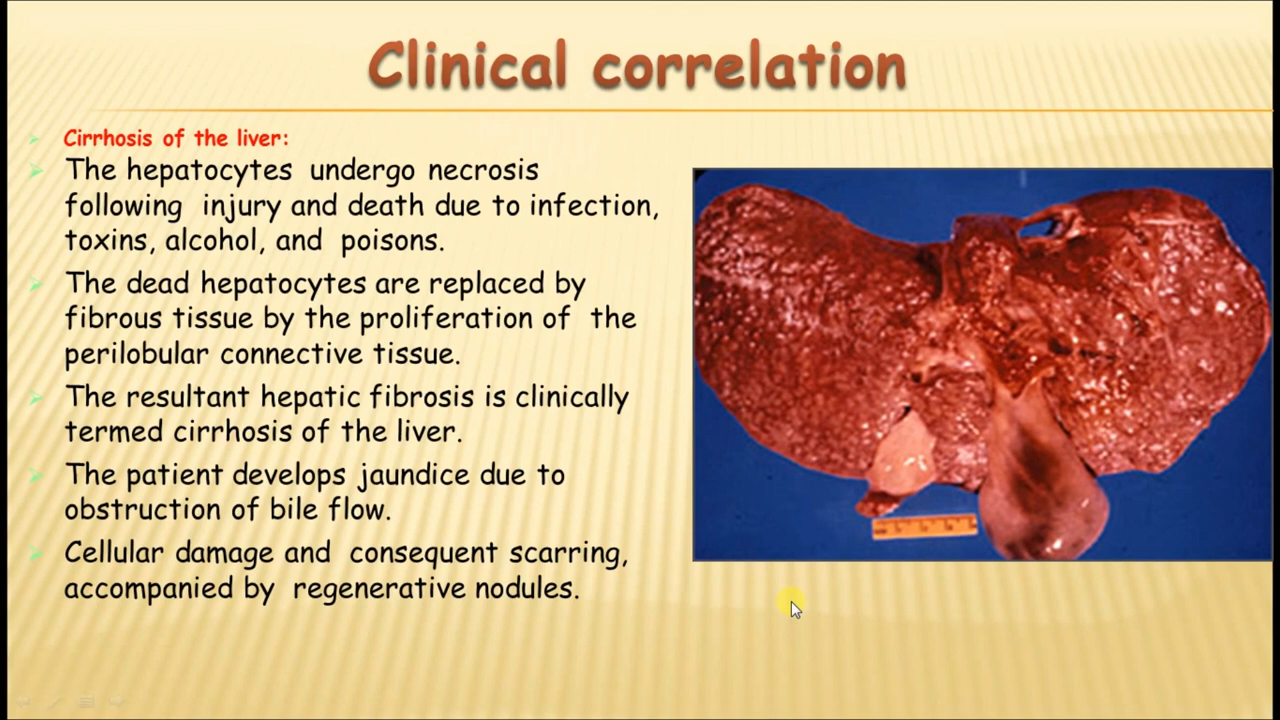 Clinical correlation
Cirrhosis of the liver:
The hepatocytes undergo necrosis
following injury and death due to infection,
toxins, alcohol, and poisons.
The dead hepatocytes are replaced by
fibrous tissue by the proliferation of the
perilobular connective tissue.
The resultant hepatic fibrosis is clinically
termed cirrhosis of the liver.
The patient develops jaundice due to
obstruction of bile flow.
Cellular damage and consequent scarring,
accompanied by regenerative nodules.